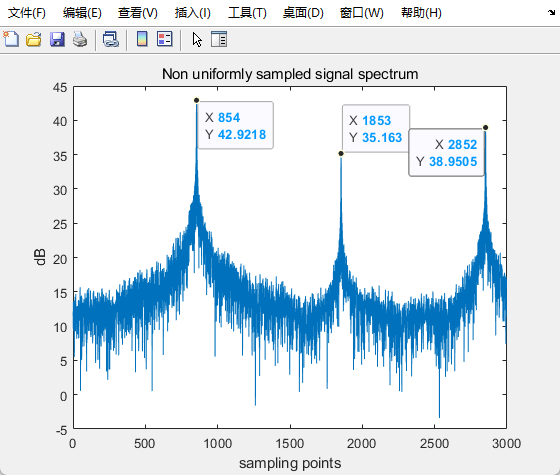 文件(F) 编辑(E) 查看(V) 插入(I) 工具(T) 桌面(D) 窗口(W) 帮助(H)
Non uniformly sampled signal spectrum
45
40
35
30
25
20
15
10
5
0
-5
dB
X 854
Y 42.9218
X 1853
Y 35.163
X 2852
Y 38.9505
0 500 1000 1500 2000 2500 3000
sampling points